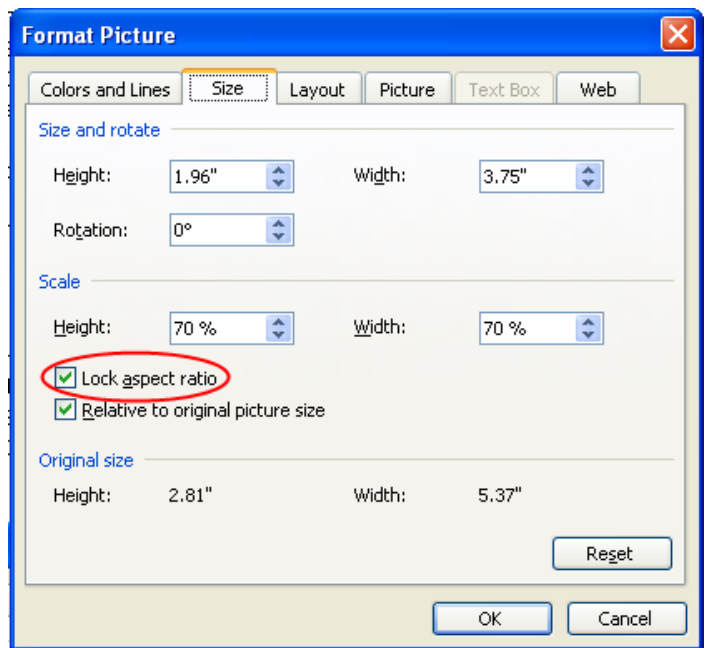 Format Picture
Colors and Lines Size Layout Picture Text Box Web
Size and rotate
Height: 1.96" Width: 3.75"
Rotation: 0°
Scale
Height: 70 % Width: 70 %
Lock aspect ratio
Relative to original picture size
Original size
Height: 2.81" Width: 5.37"
Reset
OK Cancel